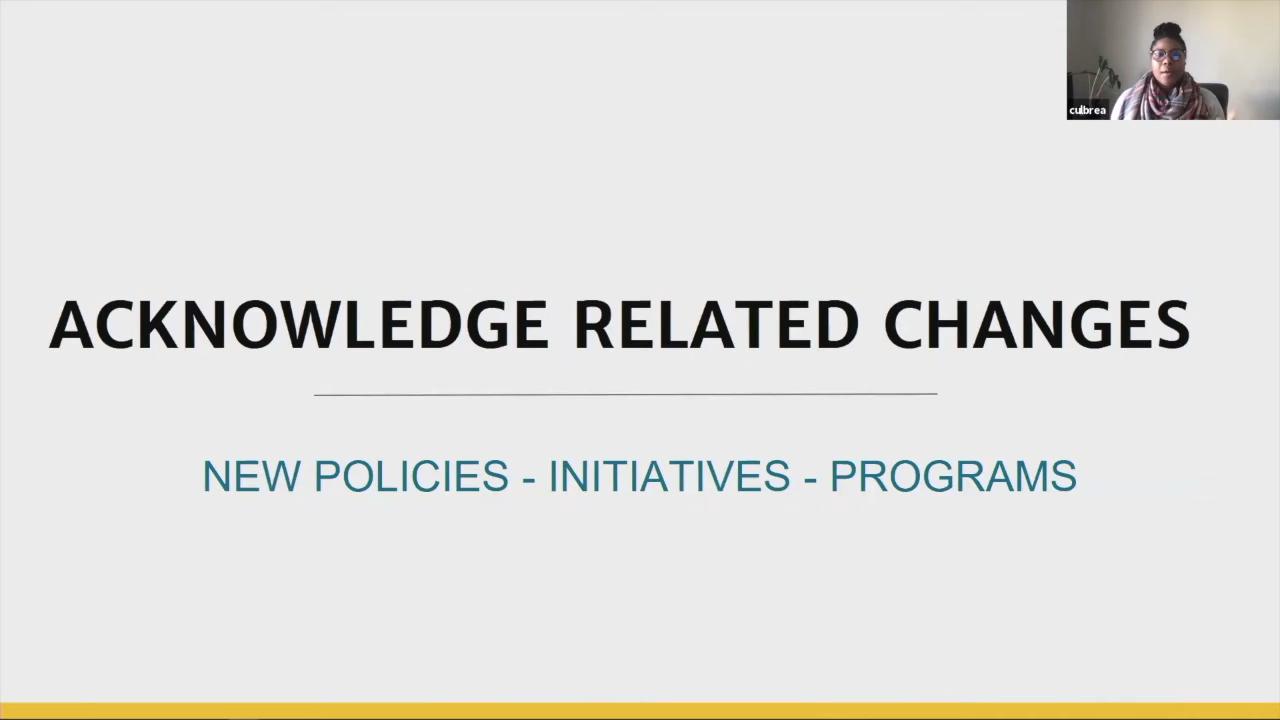 culbrea
ACKNOWLEDGE RELATED CHANGES
NEW POLICIES - INITIATIVES - PROGRAMS